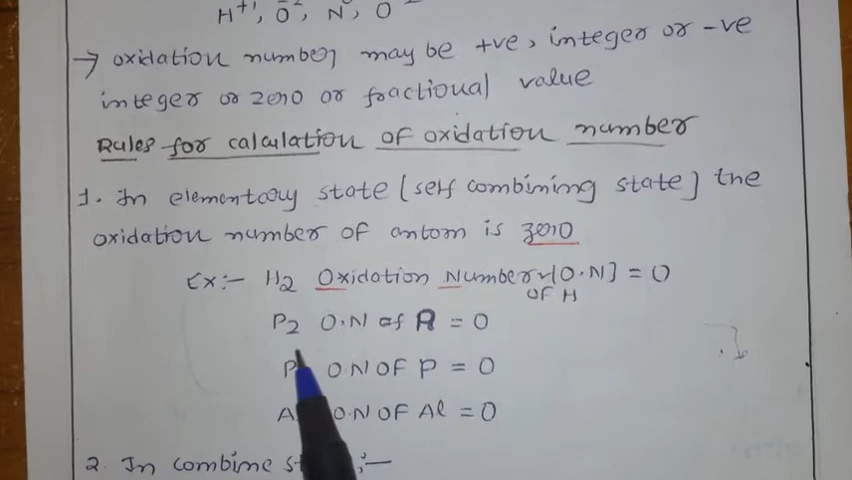 H⁺¹, O⁻², N, O
→ oxidation number may be +ve, integer or -ve
integer or zero or fractional value
Rules for calculation of oxidation number
1. In elementary state [self combining state] the
oxidation number of antom is zero
Ex:- H2 Oxidation Number [O.N] = 0
OF H
P2 O.N of = 0
P ON OF P = 0
A O.N OF Al = 0
2. In combine :-